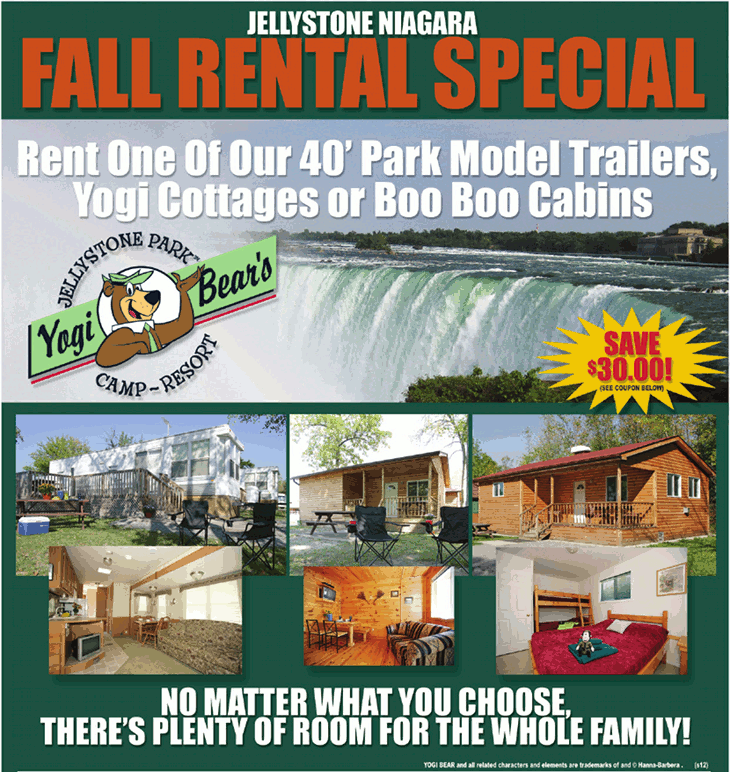 JELLYSTONE NIAGARA
FALL RENTAL SPECIAL
Rent One Of Our 40' Park Model Trailers,
Yogi Cottages or Boo Boo Cabins
JELLYSTONE PARK™
Yogi Bear's
CAMP-RESORT
SAVE
$30.00!
(SEE COUPON BELOW)
NO MATTER WHAT YOU CHOOSE,
THERE'S PLENTY OF ROOM FOR THE WHOLE FAMILY!
YOGI BEAR and all related characters and elements are trademarks of and © Hanna-Barbera . (s12)